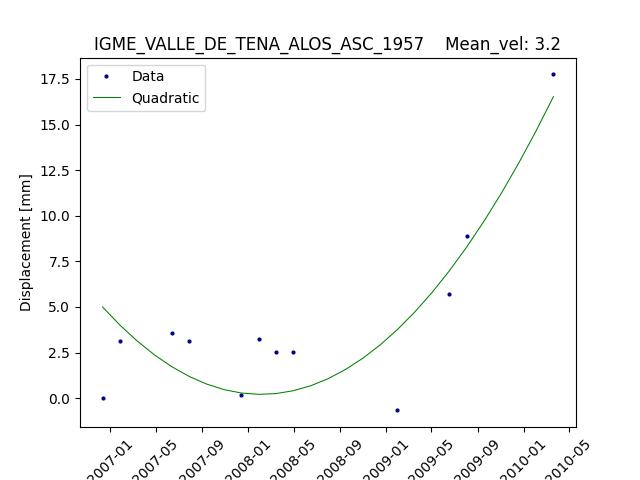 IGME_VALLE_DE_TENA_ALOS_ASC_1957    Mean_vel: 3.2
Data
Quadratic
17.5
15.0
12.5
10.0
7.5
5.0
2.5
0.0
Displacement [mm]
2007-01 2007-05 2007-09 2008-01 2008-05 2008-09 2009-01 2009-05 2009-09 2010-01 2010-05